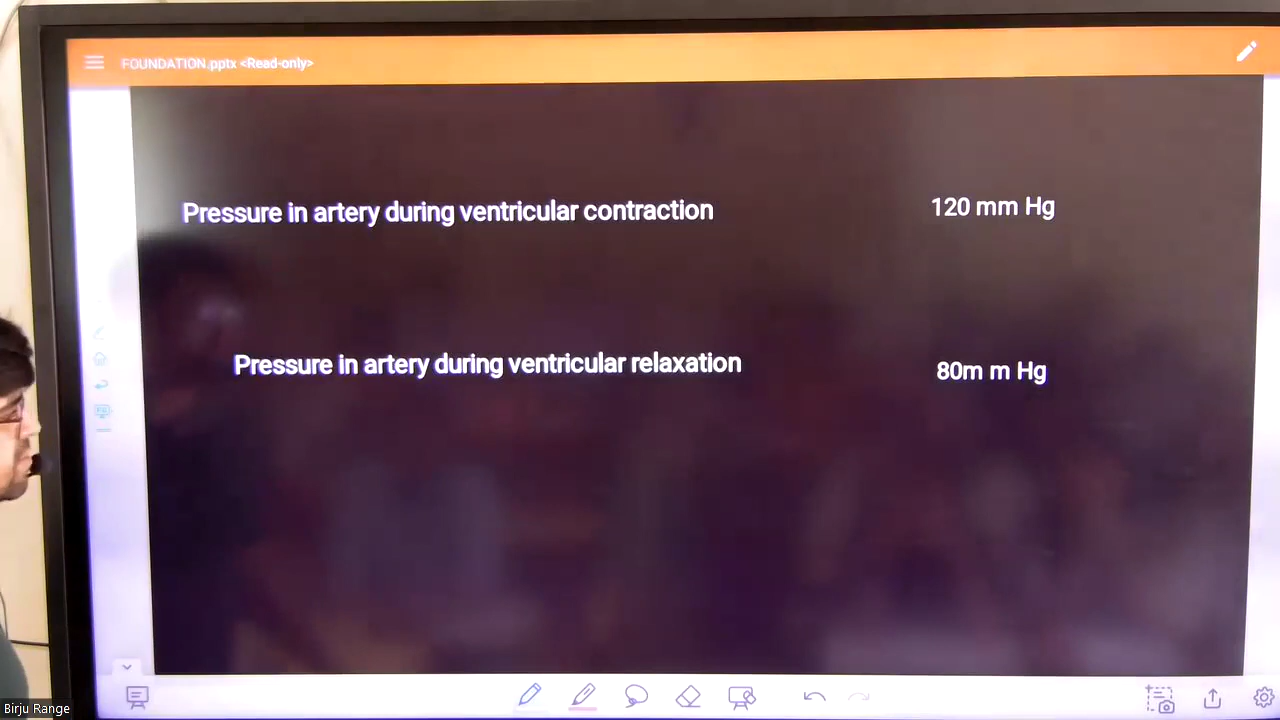 FOUNDATION.pptx <Read-only>
Pressure in artery during ventricular contraction 120 mm Hg
Pressure in artery during ventricular relaxation 80m m Hg
Birju Range